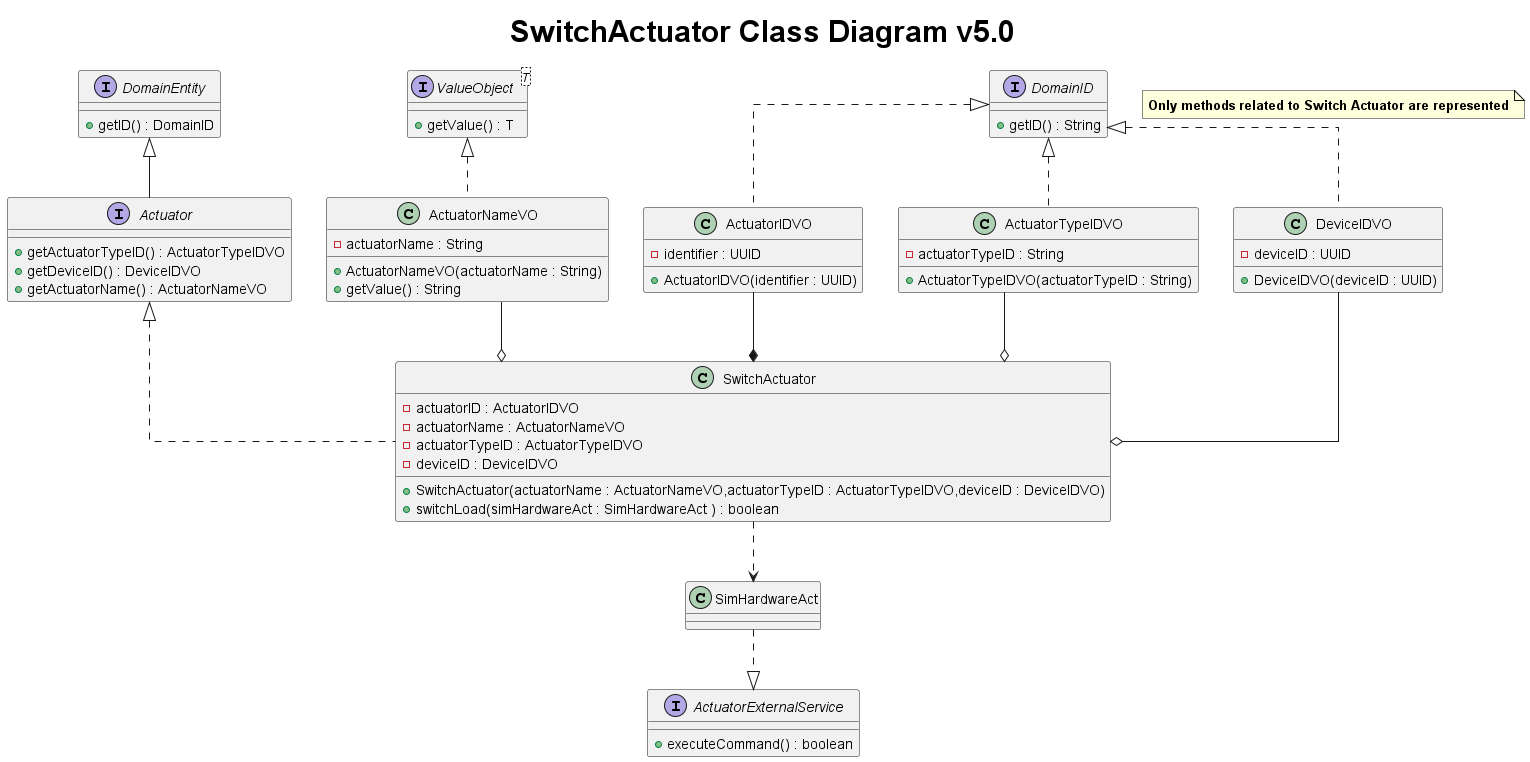 SwitchActuator Class Diagram v5.0
I DomainEntity
getID() : DomainID
I ValueObject
T
getValue() : T
I DomainID
getID() : String
Only methods related to Switch Actuator are represented
I Actuator
getActuatorTypeID() : ActuatorTypeIDVO
getDeviceID() : DeviceIDVO
getActuatorName() : ActuatorNameVO
C ActuatorNameVO
actuatorName : String
ActuatorNameVO(actuatorName : String)
getValue() : String
C ActuatorIDVO
identifier : UUID
ActuatorIDVO(identifier : UUID)
C ActuatorTypeIDVO
actuatorTypeID : String
ActuatorTypeIDVO(actuatorTypeID : String)
C DeviceIDVO
deviceID : UUID
DeviceIDVO(deviceID : UUID)
C SwitchActuator
actuatorID : ActuatorIDVO
actuatorName : ActuatorNameVO
actuatorTypeID : ActuatorTypeIDVO
deviceID : DeviceIDVO
SwitchActuator(actuatorName : ActuatorNameVO,actuatorTypeID : ActuatorTypeIDVO,deviceID : DeviceIDVO)
switchLoad(simHardwareAct : SimHardwareAct ) : boolean
C SimHardwareAct
I ActuatorExternalService
executeCommand() : boolean